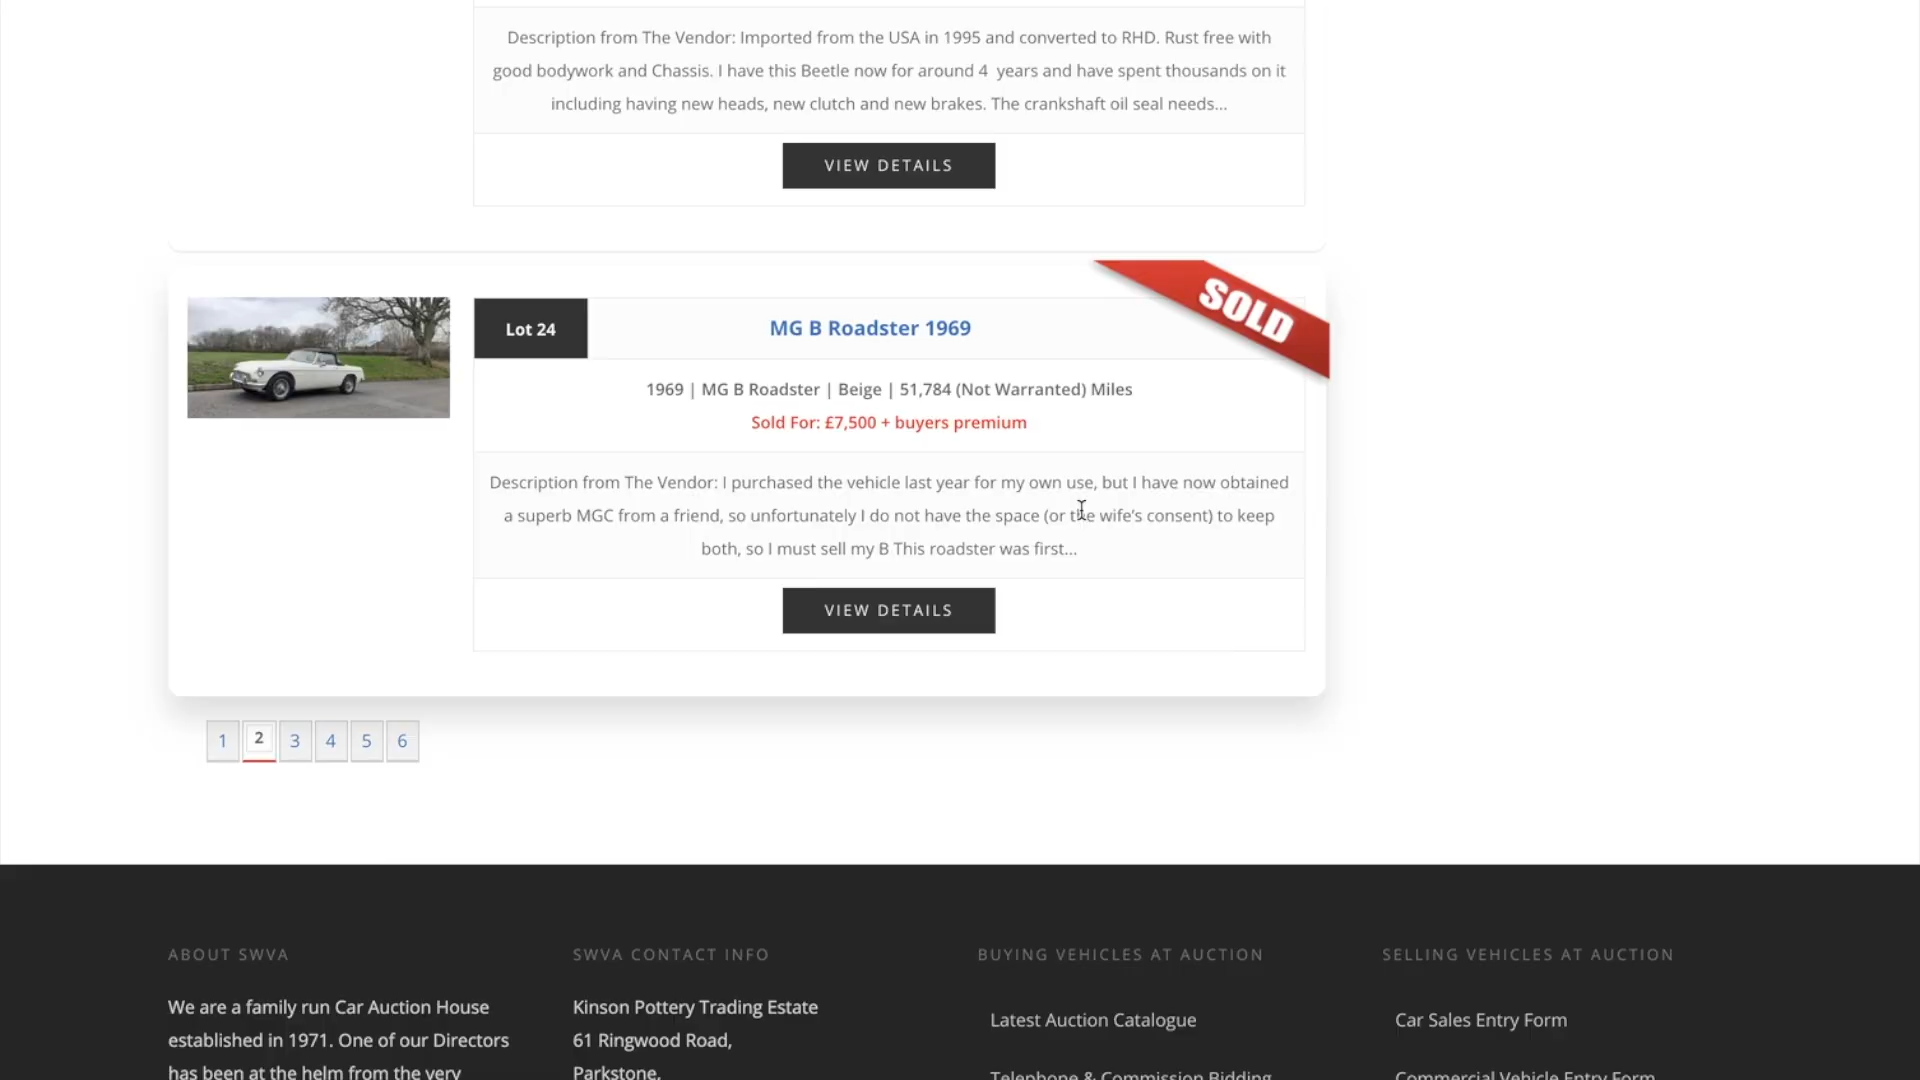 Description from The Vendor: Imported from the USA in 1995 and converted to RHD. Rust free with
good bodywork and Chassis. I have this Beetle now for around 4 years and have spent thousands on it
including having new heads, new clutch and new brakes. The crankshaft oil seal needs...
VIEW DETAILS
SOLD
Lot 24
MG B Roadster 1969
1969 | MG B Roadster | Beige | 51,784 (Not Warranted) Miles
Sold For: £7,500 + buyers premium
Description from The Vendor: I purchased the vehicle last year for my own use, but I have now obtained
a superb MGC from a friend, so unfortunately I do not have the space (or the wife's consent) to keep
both, so I must sell my B This roadster was first...
VIEW DETAILS
1 2 3 4 5 6
ABOUT SWVA
We are a family run Car Auction House
established in 1971. One of our Directors
has been at the helm from the very
SWVA CONTACT INFO
Kinson Pottery Trading Estate
61 Ringwood Road,
Parkstone,
BUYING VEHICLES AT AUCTION
Latest Auction Catalogue
Telephone & Commission Bidding
SELLING VEHICLES AT AUCTION
Car Sales Entry Form
Commercial Vehicle Entry Form